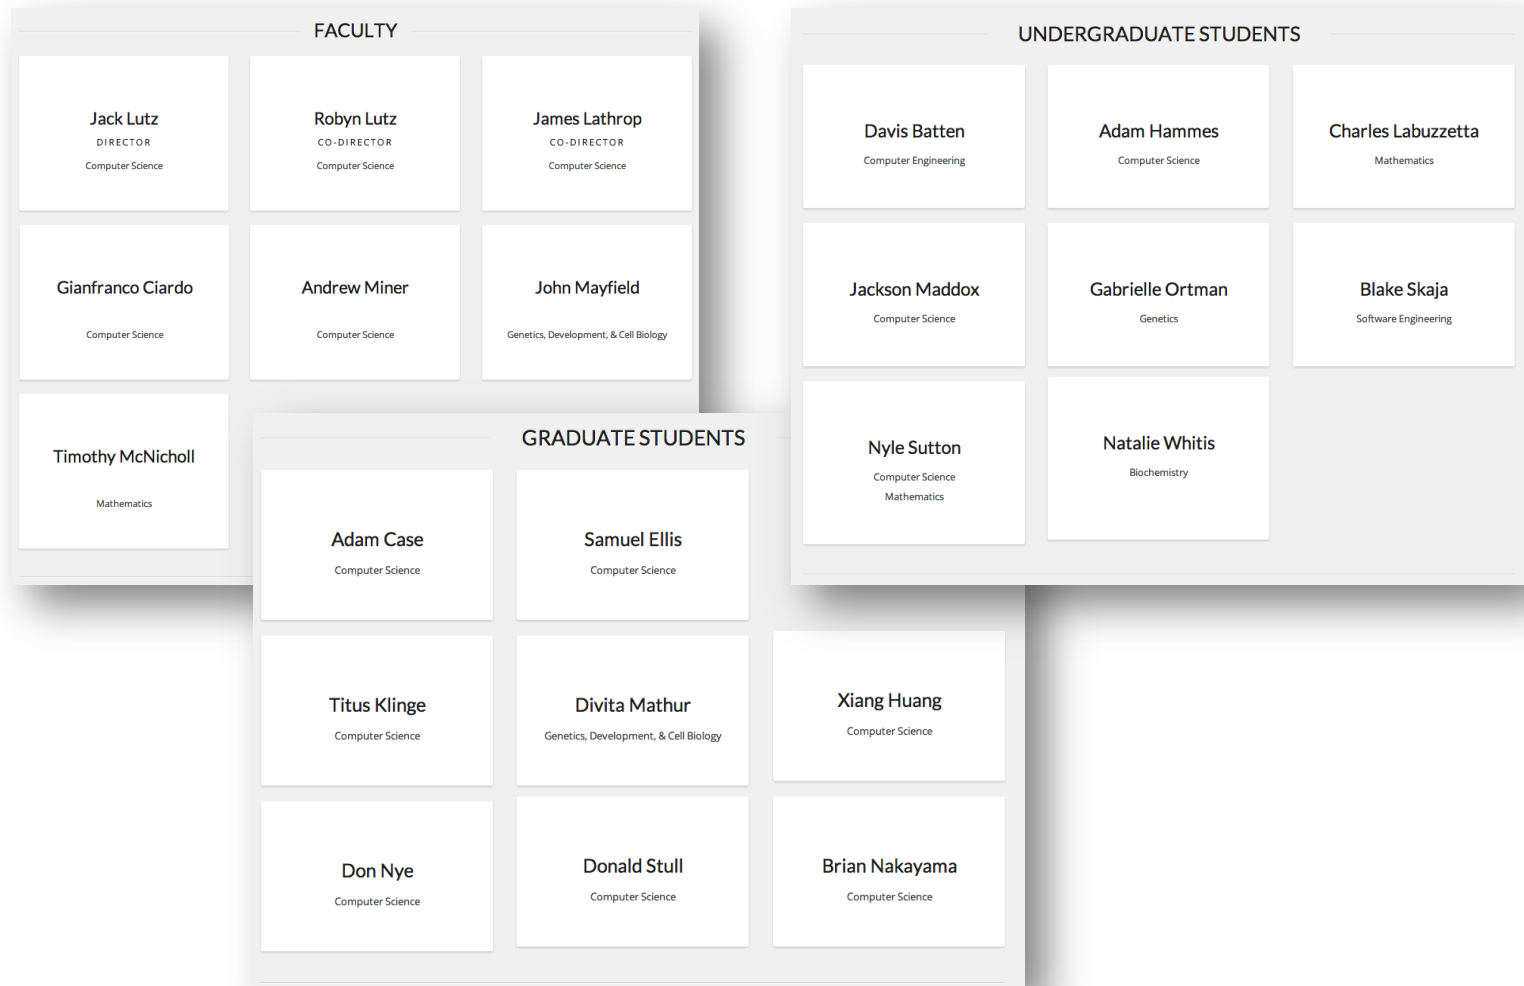 FACULTY
Jack Lutz
DIRECTOR
Computer Science
Robyn Lutz
CO-DIRECTOR
Computer Science
James Lathrop
CO-DIRECTOR
Computer Science
Gianfranco Ciardo
Computer Science
Andrew Miner
Computer Science
John Mayfield
Genetics, Development, & Cell Biology
Timothy McNicholl
Mathematics
GRADUATE STUDENTS
Adam Case
Computer Science
Samuel Ellis
Computer Science
Titus Klinge
Computer Science
Divita Mathur
Genetics, Development, & Cell Biology
Xiang Huang
Computer Science
Don Nye
Computer Science
Donald Stull
Computer Science
Brian Nakayama
Computer Science
UNDERGRADUATE STUDENTS
Davis Batten
Computer Engineering
Adam Hammes
Computer Science
Charles Labuzzetta
Mathematics
Jackson Maddox
Computer Science
Gabrielle Ortman
Genetics
Blake Skaja
Software Engineering
Nyle Sutton
Computer Science
Mathematics
Natalie Whitis
Biochemistry